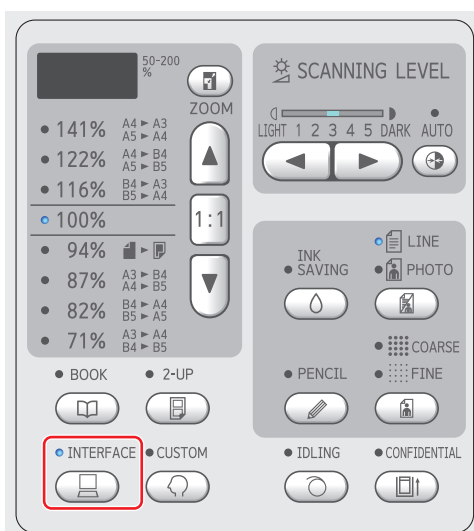 50-200
%
ZOOM
141% A4 ► A3
A5 ► A4
122% A4 ► B4
A5 ► B5
116% B4 ► A3
B5 ► A4
100%
1:1
94%
87% A3 ► B4
A4 ► B5
82% B4 ► A4
B5 ► A5
71% A3 ► A4
B4 ► B5
SCANNING LEVEL
LIGHT 1 2 3 4 5 DARK AUTO
INK
SAVING
LINE
PHOTO
COARSE
PENCIL
FINE
BOOK
2-UP
INTERFACE
CUSTOM
IDLING
CONFIDENTIAL